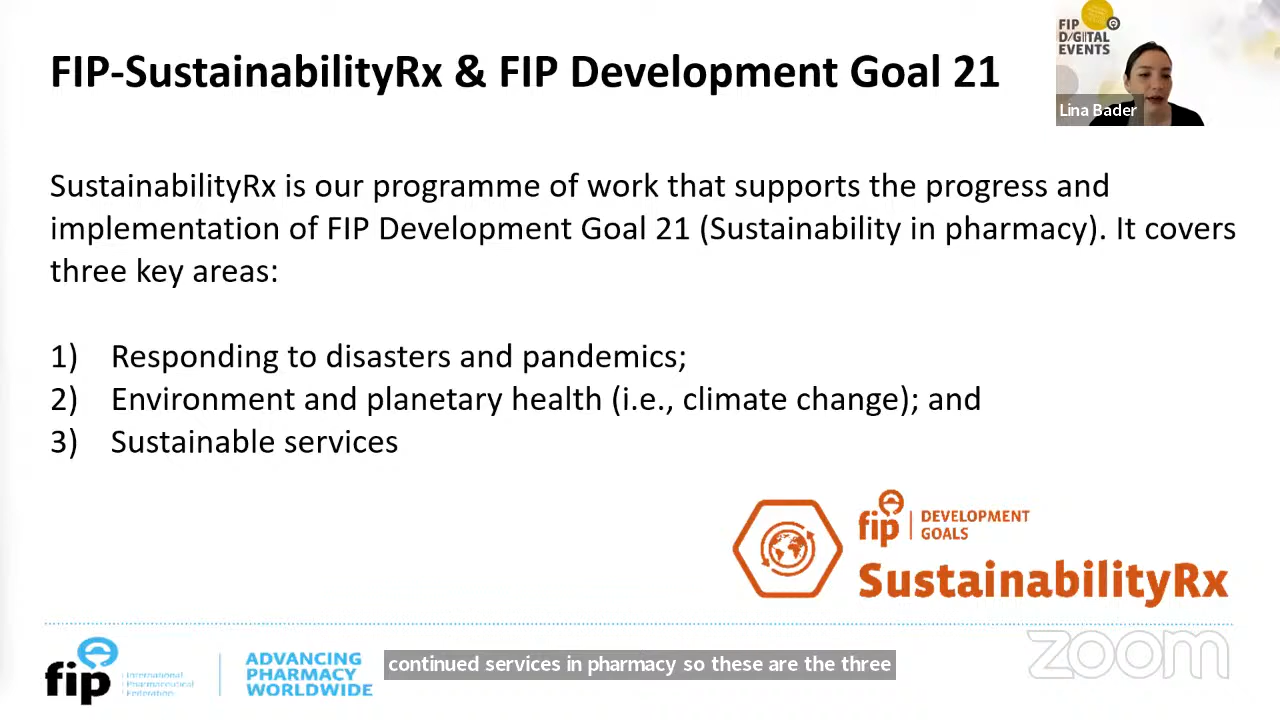 FIP-SustainabilityRx & FIP Development Goal 21
FIP
DIGITAL
EVENTS
Lina Bader
SustainabilityRx is our programme of work that supports the progress and
implementation of FIP Development Goal 21 (Sustainability in pharmacy). It covers
three key areas:
1) Responding to disasters and pandemics;
2) Environment and planetary health (i.e., climate change); and
3) Sustainable services
fip
DEVELOPMENT
GOALS
SustainabilityRx
fip
International
Pharmaceutical
Federation
ADVANCING
PHARMACY
WORLDWIDE
continued services in pharmacy so these are the three
zoom